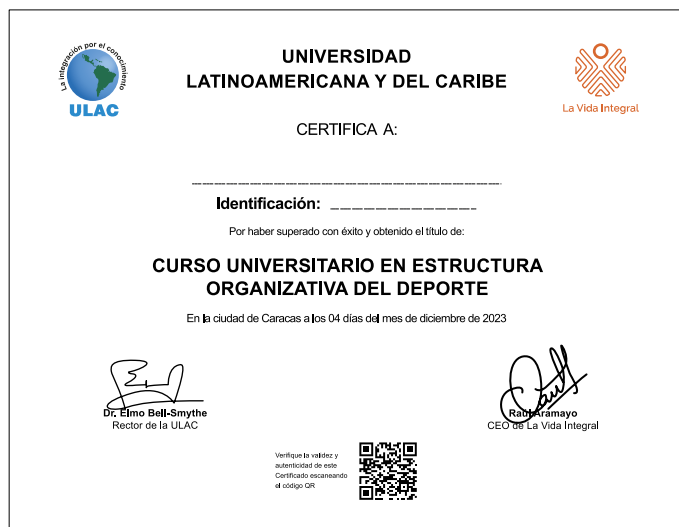 La integración por el conocimiento
ULAC
UNIVERSIDAD
LATINOAMERICANA Y DEL CARIBE
La Vida Integral
CERTIFICA A:
Identificación:
Por haber superado con éxito y obtenido el título de:
CURSO UNIVERSITARIO EN ESTRUCTURA
ORGANIZATIVA DEL DEPORTE
En la ciudad de Caracas a los 04 días del mes de diciembre de 2023
Dr. Elmo Bell-Smythe
Rector de la ULAC
Raúl Aramayo
CEO de La Vida Integral
Verifique la validez y
autenticidad de este
Certificado escaneando
el código QR